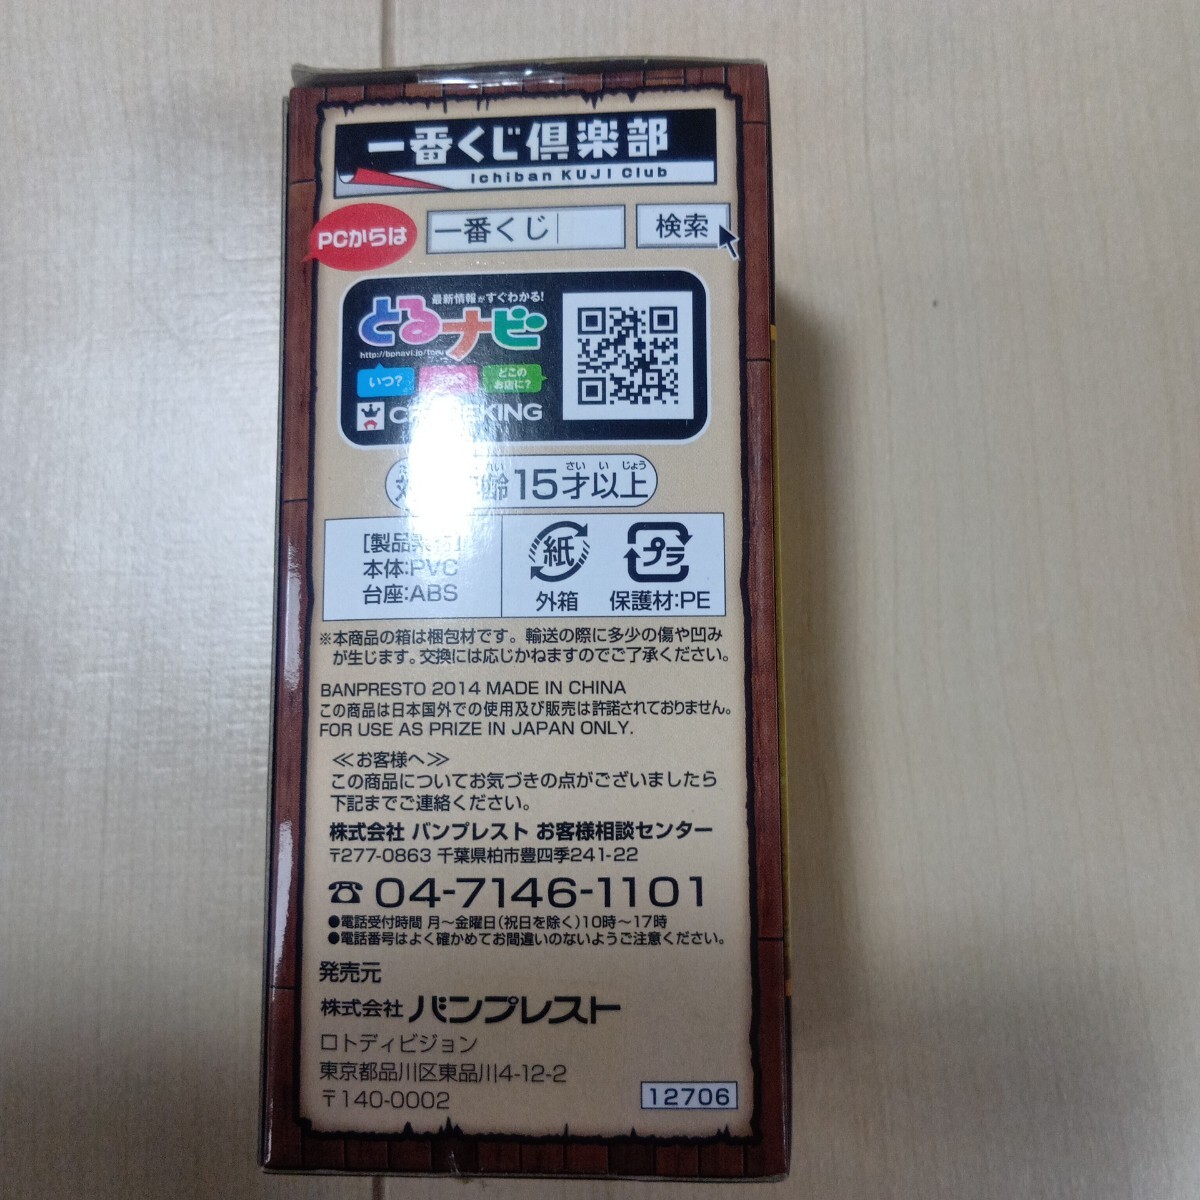 一番くじ倶楽部
Ichiban KUJI Club
PCからは 一番くじ 検索
最新情報がすぐわかる!
とるナビ
いつ?
どこの
お店に?
KING
さい い じょう
齢15才以上
[製品
本体:PVC
台座:ABS
紙
外箱
プラ
保護材:PE
※本商品の箱は梱包材です。輸送の際に多少の傷や凹み
が生じます。交換には応じかねますのでご了承ください。
BANPRESTO 2014 MADE IN CHINA
この商品は日本国外での使用及び販売は許諾されておりません。
FOR USE AS PRIZE IN JAPAN ONLY.
≪お客様へ≫
この商品についてお気づきの点がございましたら
下記までご連絡ください。
株式会社 バンプレスト お客様相談センター
〒277-0863 千葉県柏市豊四季241-22
☎ 04-7146-1101
●電話受付時間 月〜金曜日(祝日を除く)10時〜17時
●電話番号はよく確かめてお間違いのないようご注意ください。
発売元
株式会社 バンプレスト
ロトディビジョン
東京都品川区東品川4-12-2
〒140-0002
12706